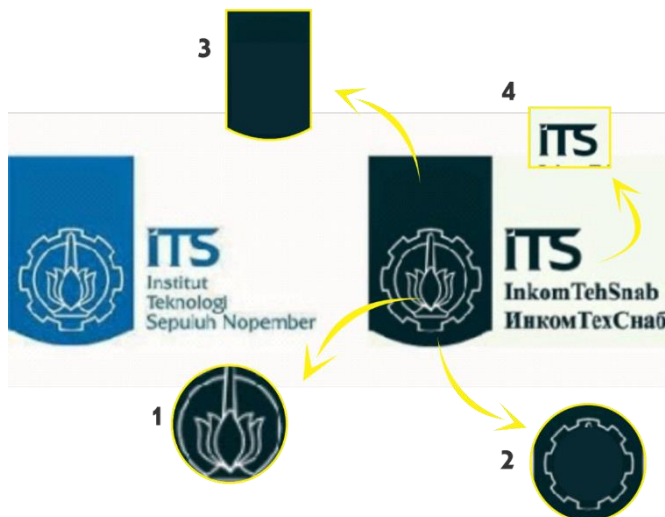 3
4
iTS
iTS
Institut
Teknologi
Sepuluh Nopember
iTS
InkomTehSnab
ИнкомТехСнаб
1
2